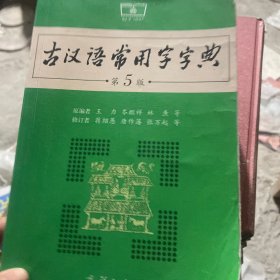 古汉语常用字字典
第5版
原编者 王 力 岑麒祥 林 焘 等
修订者 蒋绍愚 唐作藩 张万起 等